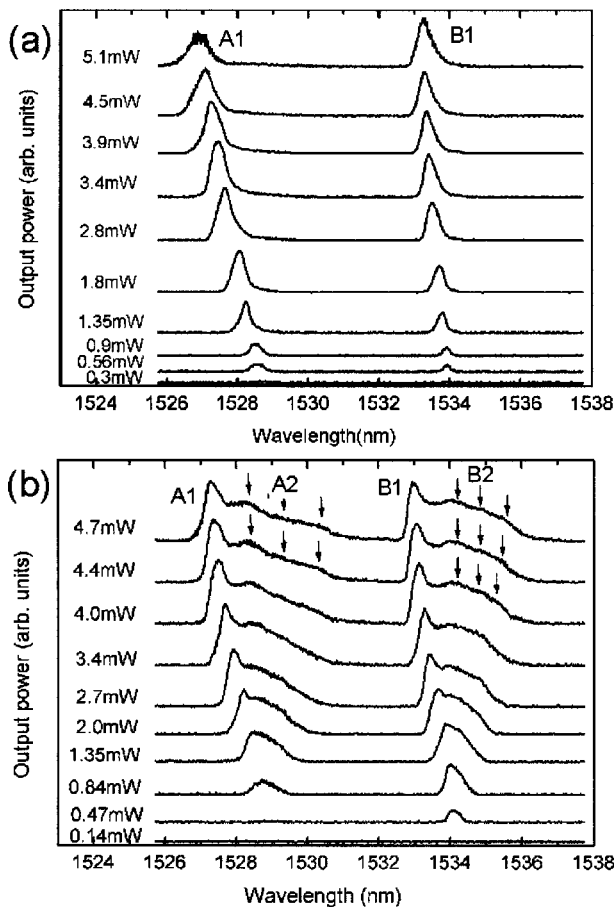 (a)
A1
B1
5.1mW
4.5mW
3.9mW
3.4mW
2.8mW
1.8mW
1.35mW
0.9mW
0.56mW
0.3mW
Output power (arb. units)
1524 1526 1528 1530 1532 1534 1536 1538
Wavelength(nm)
(b)
A1
A2
B1
B2
4.7mW
4.4mW
4.0mW
3.4mW
2.7mW
2.0mW
1.35mW
0.84mW
0.47mW
0.14mW
Output power (arb. units)
1524 1526 1528 1530 1532 1534 1536 1538
Wavelength (nm)